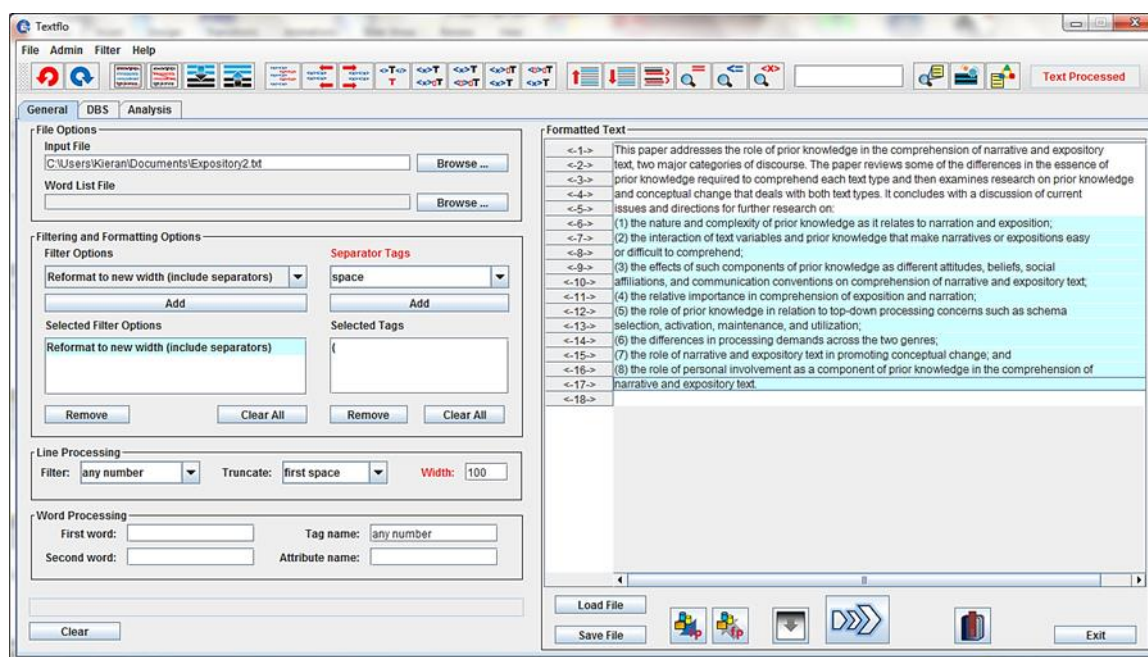 Textflo
File Admin Filter Help
Text Processed
General DBS Analysis
File Options
Input File
C:\Users\Kieran\Documents\Expository2.txt Browse ...
Word List File
Browse ...
Filtering and Formatting Options
Filter Options Separator Tags
Reformat to new width (include separators) space
Add Add
Selected Filter Options Selected Tags
Reformat to new width (include separators) (
Remove Clear All Remove Clear All
Line Processing
Filter: any number Truncate: first space Width: 100
Word Processing
First word: Tag name: any number
Second word: Attribute name:
Clear
Formatted Text
<-1-> This paper addresses the role of prior knowledge in the comprehension of narrative and expository
<-2-> text, two major categories of discourse. The paper reviews some of the differences in the essence of
<-3-> prior knowledge required to comprehend each text type and then examines research on prior knowledge
<-4-> and conceptual change that deals with both text types. It concludes with a discussion of current
<-5-> issues and directions for further research on:
<-6-> (1) the nature and complexity of prior knowledge as it relates to narration and exposition;
<-7-> (2) the interaction of text variables and prior knowledge that make narratives or expositions easy
<-8-> or difficult to comprehend;
<-9-> (3) the effects of such components of prior knowledge as different attitudes, beliefs, social
<-10-> affiliations, and communication conventions on comprehension of narrative and expository text;
<-11-> (4) the relative importance in comprehension of exposition and narration;
<-12-> (5) the role of prior knowledge in relation to top-down processing concerns such as schema
<-13-> selection, activation, maintenance, and utilization;
<-14-> (6) the differences in processing demands across the two genres;
<-15-> (7) the role of narrative and expository text in promoting conceptual change; and
<-16-> (8) the role of personal involvement as a component of prior knowledge in the comprehension of
<-17-> narrative and expository text.
<-18->
Load File
Save File
Exit